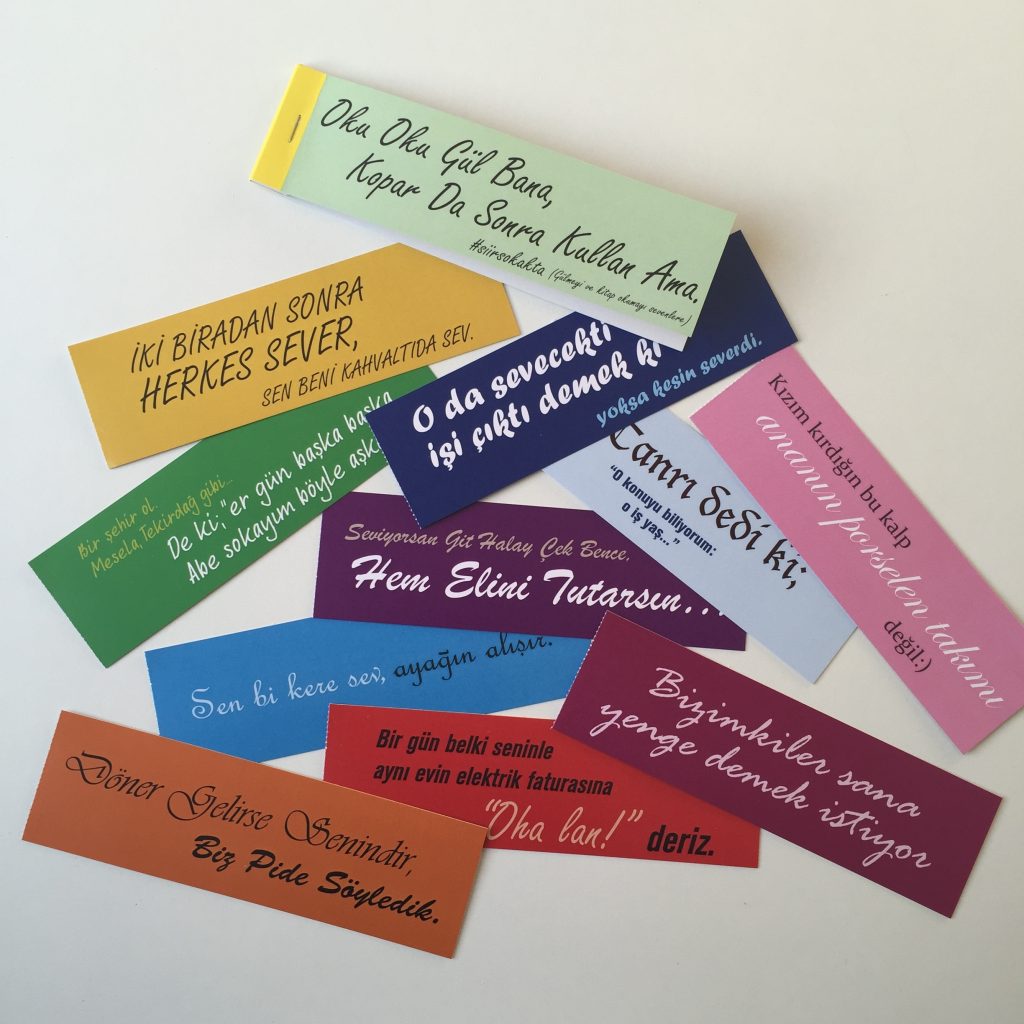 Oku Oku Gül Bana,
Kopar Da Sonra Kullan Ama.
#siirsokakta (Gülmeyi ve kitap okumayı sevenlere)
İKİ BİRADAN SONRA
HERKES SEVER,
SEN BENİ KAHVALTIDA SEV.
O da sevecekti
işi çıktı demek ki
yoksa kesin severdi.
Kızım kırdığın bu kalp
ananın porselen takımı
değil:)
Bir şehir ol.
Mesela,Tekirdağ gibi...
De ki;"er gün başka başka
Abe sokayım böyle aşka
Tanrı dedi ki;
"O konuyu biliyorum:
o iş yaş..."
Seviyorsan Git Halay Çek Bence,
Hem Elini Tutarsın...
Sen bi kere sev, ayağın alışır.
Bizimkiler sana
yenge demek istiyor
Bir gün belki seninle
aynı evin elektrik faturasına
"Oha lan!" deriz.
Döner Gelirse Senindir,
Biz Pide Söyledik.